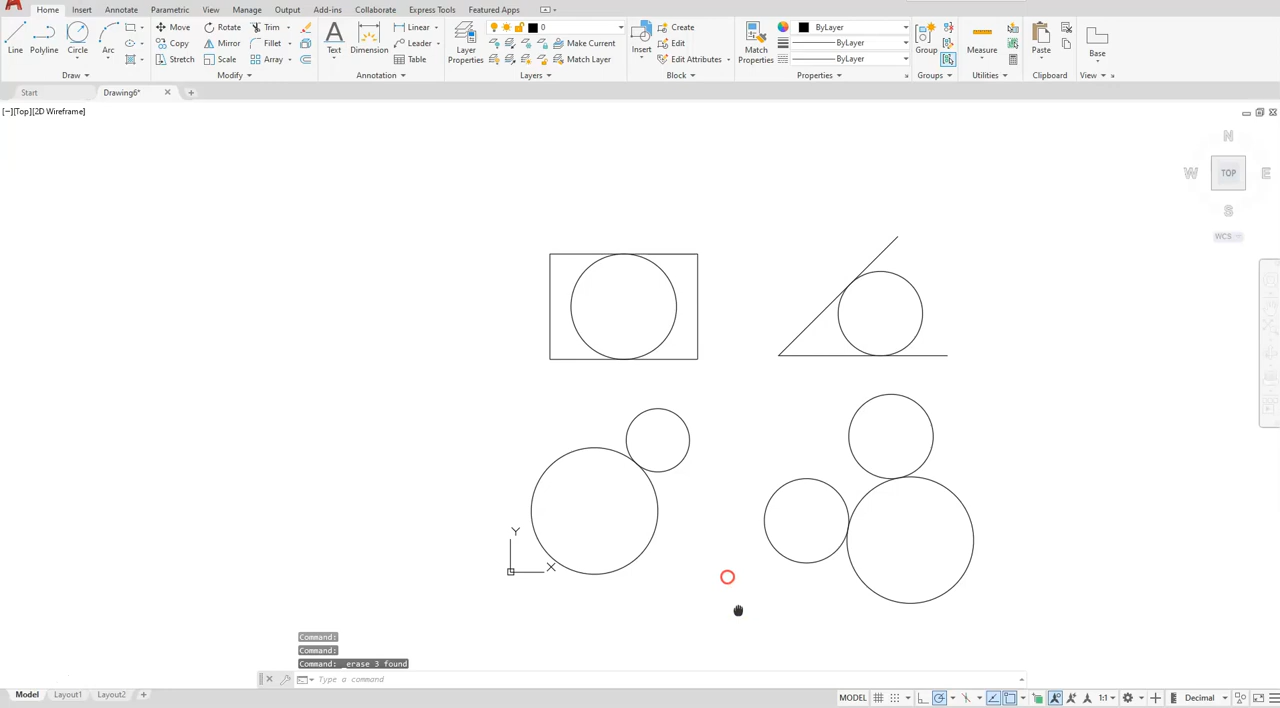 Home Insert Annotate Parametric View Manage Output Add-ins Collaborate Express Tools Featured Apps
Line Polyline Circle Arc
Move Rotate Trim
Copy Mirror Fillet
Stretch Scale Array
Text Dimension
Linear
Leader
Table
Layer Properties
0
Make Current
Match Layer
Insert
Create
Edit
Edit Attributes
Match Properties
ByLayer
ByLayer
ByLayer
Group
Measure
Paste
Base
Draw Modify Annotation Layers Block Properties Groups Utilities Clipboard View
Start Drawing6*
[−][Top][2D Wireframe]
N
W TOP E
S
WCS
Y
X
Command:
Command:
Command: _erase 3 found
Type a command
Model Layout1 Layout2
MODEL 1:1 Decimal